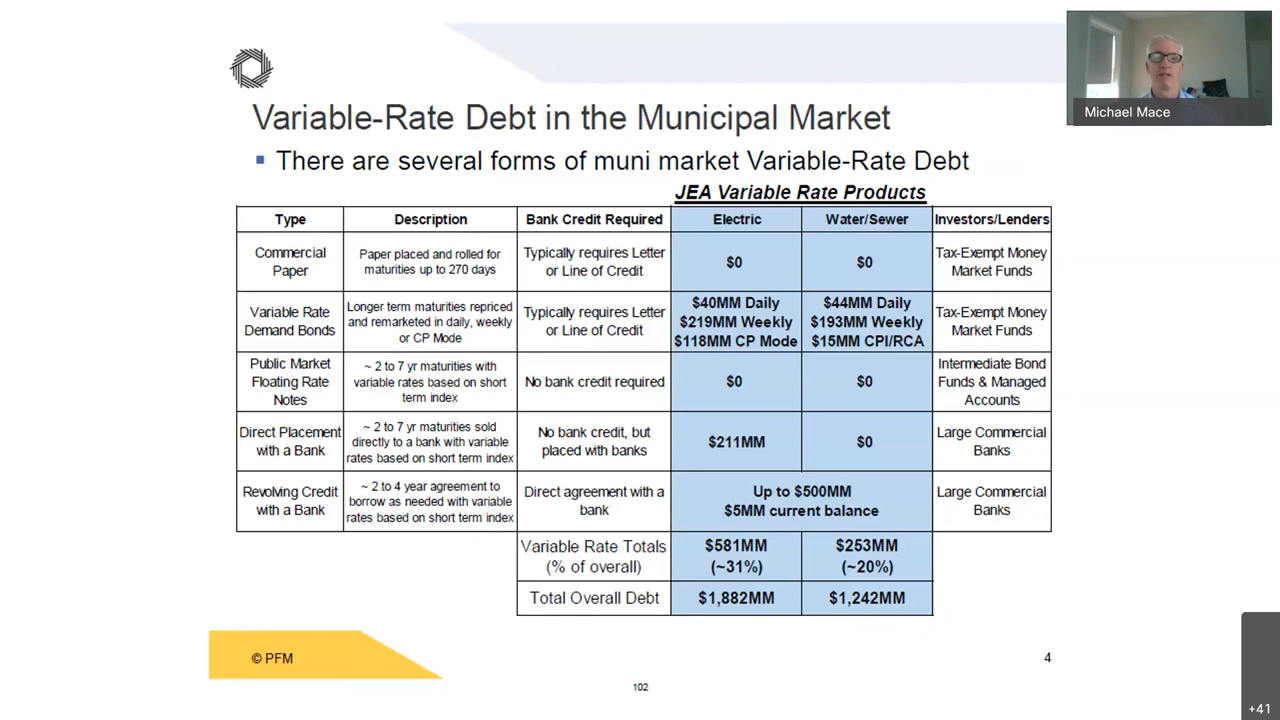 Michael Mace
Variable-Rate Debt in the Municipal Market
There are several forms of muni market Variable-Rate Debt
JEA Variable Rate Products
Type
Description
Bank Credit Required
Electric
Water/Sewer
Investors/Lenders
Commercial
Paper
Paper placed and rolled for
maturities up to 270 days
Typically requires Letter
or Line of Credit
$0
$0
Tax-Exempt Money
Market Funds
Variable Rate
Demand Bonds
Longer term maturities repriced
and remarketed in daily, weekly
or CP Mode
Typically requires Letter
or Line of Credit
$40MM Daily
$219MM Weekly
$118MM CP Mode
$44MM Daily
$193MM Weekly
$15MM CPI/RCA
Tax-Exempt Money
Market Funds
Public Market
Floating Rate
Notes
~ 2 to 7 yr maturities with
variable rates based on short
term index
No bank credit required
$0
$0
Intermediate Bond
Funds & Managed
Accounts
Direct Placement
with a Bank
~ 2 to 7 yr maturities sold
directly to a bank with variable
rates based on short term index
No bank credit, but
placed with banks
$211MM
$0
Large Commercial
Banks
Revolving Credit
with a Bank
~ 2 to 4 year agreement to
borrow as needed with variable
rates based on short term index
Direct agreement with a
bank
Up to $500MM
$5MM current balance
Large Commercial
Banks
Variable Rate Totals
(% of overall)
$581MM
(~31%)
$253MM
(~20%)
Total Overall Debt
$1,882MM
$1,242MM
© PFM
4
102
+41